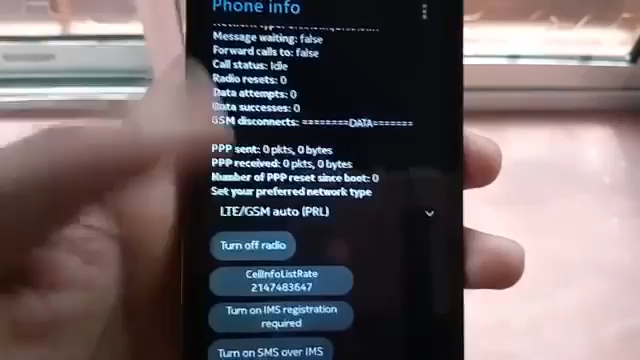 Phone info
Message waiting: false
Forward calls to: false
Call status: Idle
Radio resets: 0
Data attempts: 0
Data successes: 0
GSM disconnects: ========DATA=======
PPP sent: 0 pkts, 0 bytes
PPP received: 0 pkts, 0 bytes
Number of PPP reset since boot: 0
Set your preferred network type
LTE/GSM auto (PRL)
Turn off radio
CellInfoListRate
2147483647
Turn on IMS registration
required
Turn on SMS over IMS